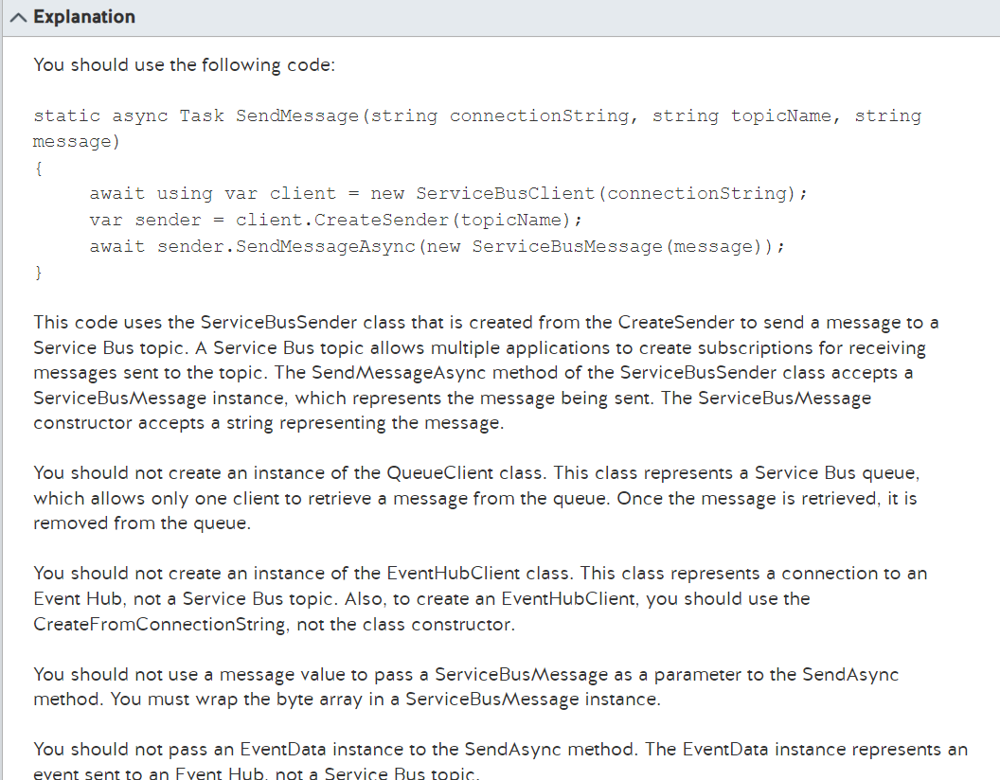 Explanation
You should use the following code:
static async Task SendMessage(string connectionString, string topicName, string
message)
{
await using var client = new ServiceBusClient(connectionString);
var sender = client.CreateSender(topicName);
await sender.SendMessageAsync(new ServiceBusMessage(message));
}
This code uses the ServiceBusSender class that is created from the CreateSender to send a message to a
Service Bus topic. A Service Bus topic allows multiple applications to create subscriptions for receiving
messages sent to the topic. The SendMessageAsync method of the ServiceBusSender class accepts a
ServiceBusMessage instance, which represents the message being sent. The ServiceBusMessage
constructor accepts a string representing the message.
You should not create an instance of the QueueClient class. This class represents a Service Bus queue,
which allows only one client to retrieve a message from the queue. Once the message is retrieved, it is
removed from the queue.
You should not create an instance of the EventHubClient class. This class represents a connection to an
Event Hub, not a Service Bus topic. Also, to create an EventHubClient, you should use the
CreateFromConnectionString, not the class constructor.
You should not use a message value to pass a ServiceBusMessage as a parameter to the SendAsync
method. You must wrap the byte array in a ServiceBusMessage instance.
You should not pass an EventData instance to the SendAsync method. The EventData instance represents an
event sent to an Event Hub, not a Service Bus topic.